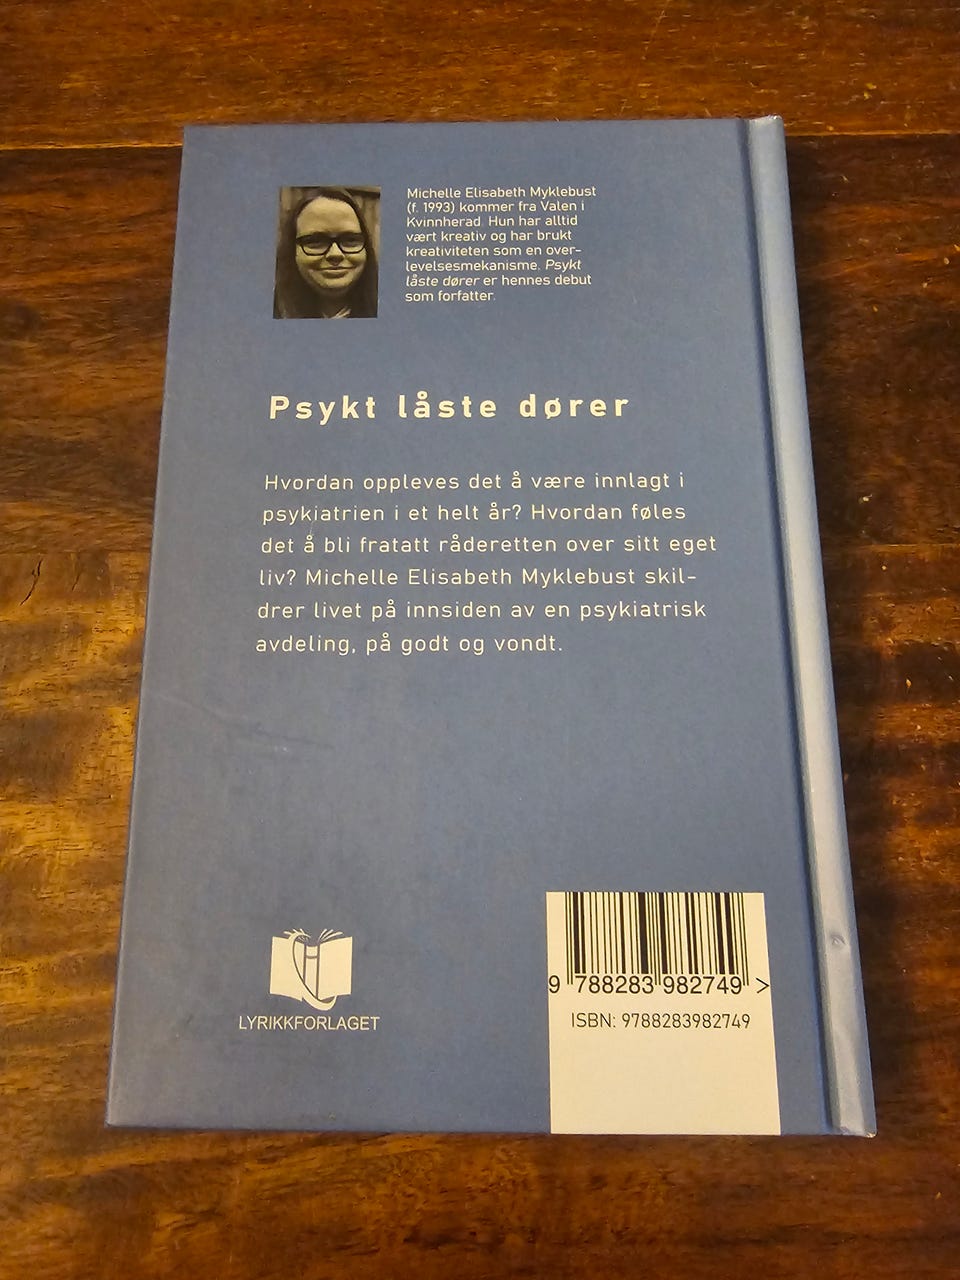 Michelle Elisabeth Myklebust
(f. 1993) kommer fra Valen i
Kvinnherad. Hun har alltid
vært kreativ og har brukt
kreativiteten som en over-
levelsesmekanisme. Psykt
låste dører er hennes debut
som forfatter.
Psykt låste dører
Hvordan oppleves det å være innlagt i
psykiatrien i et helt år? Hvordan føles
det å bli fratatt råderetten over sitt eget
liv? Michelle Elisabeth Myklebust skil-
drer livet på innsiden av en psykiatrisk
avdeling, på godt og vondt.
LYRIKKFORLAGET
9 788283 982749 >
ISBN: 9788283982749